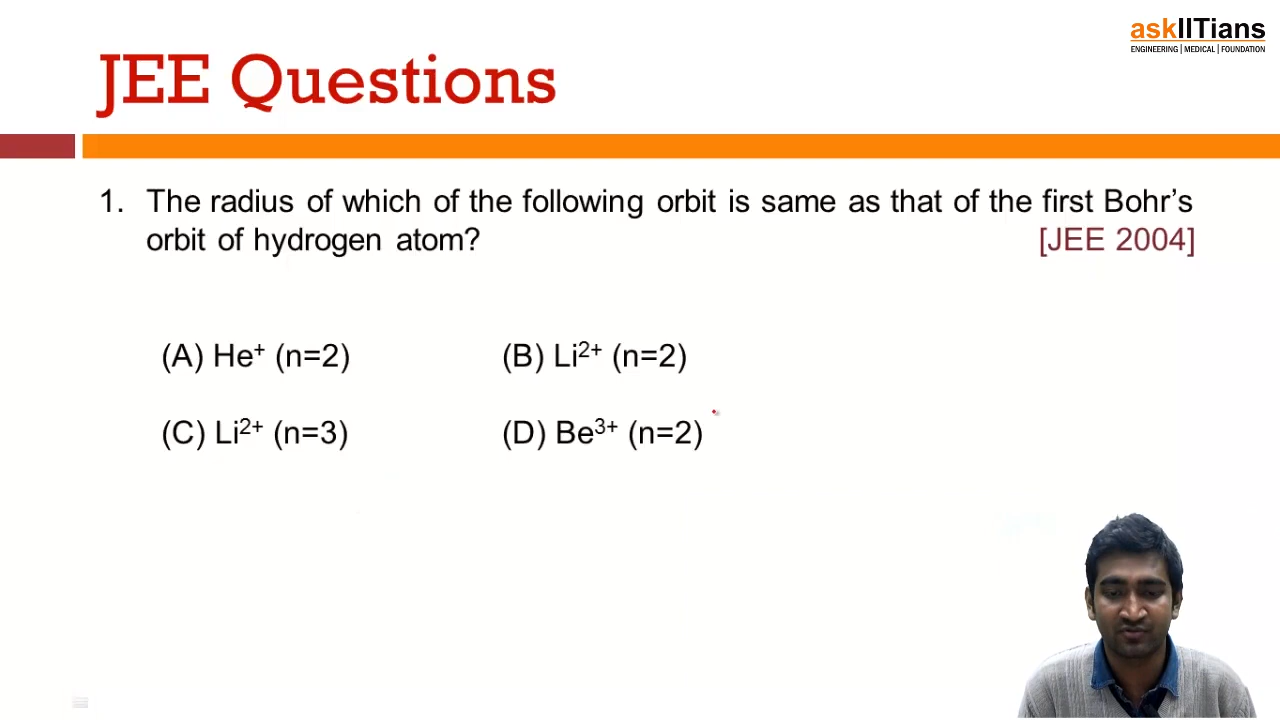 askIITians
ENGINEERING | MEDICAL | FOUNDATION
JEE Questions
1. The radius of which of the following orbit is same as that of the first Bohr’s
orbit of hydrogen atom? [JEE 2004]
(A) He⁺ (n=2) (B) Li²⁺ (n=2)
(C) Li²⁺ (n=3) (D) Be³⁺ (n=2)